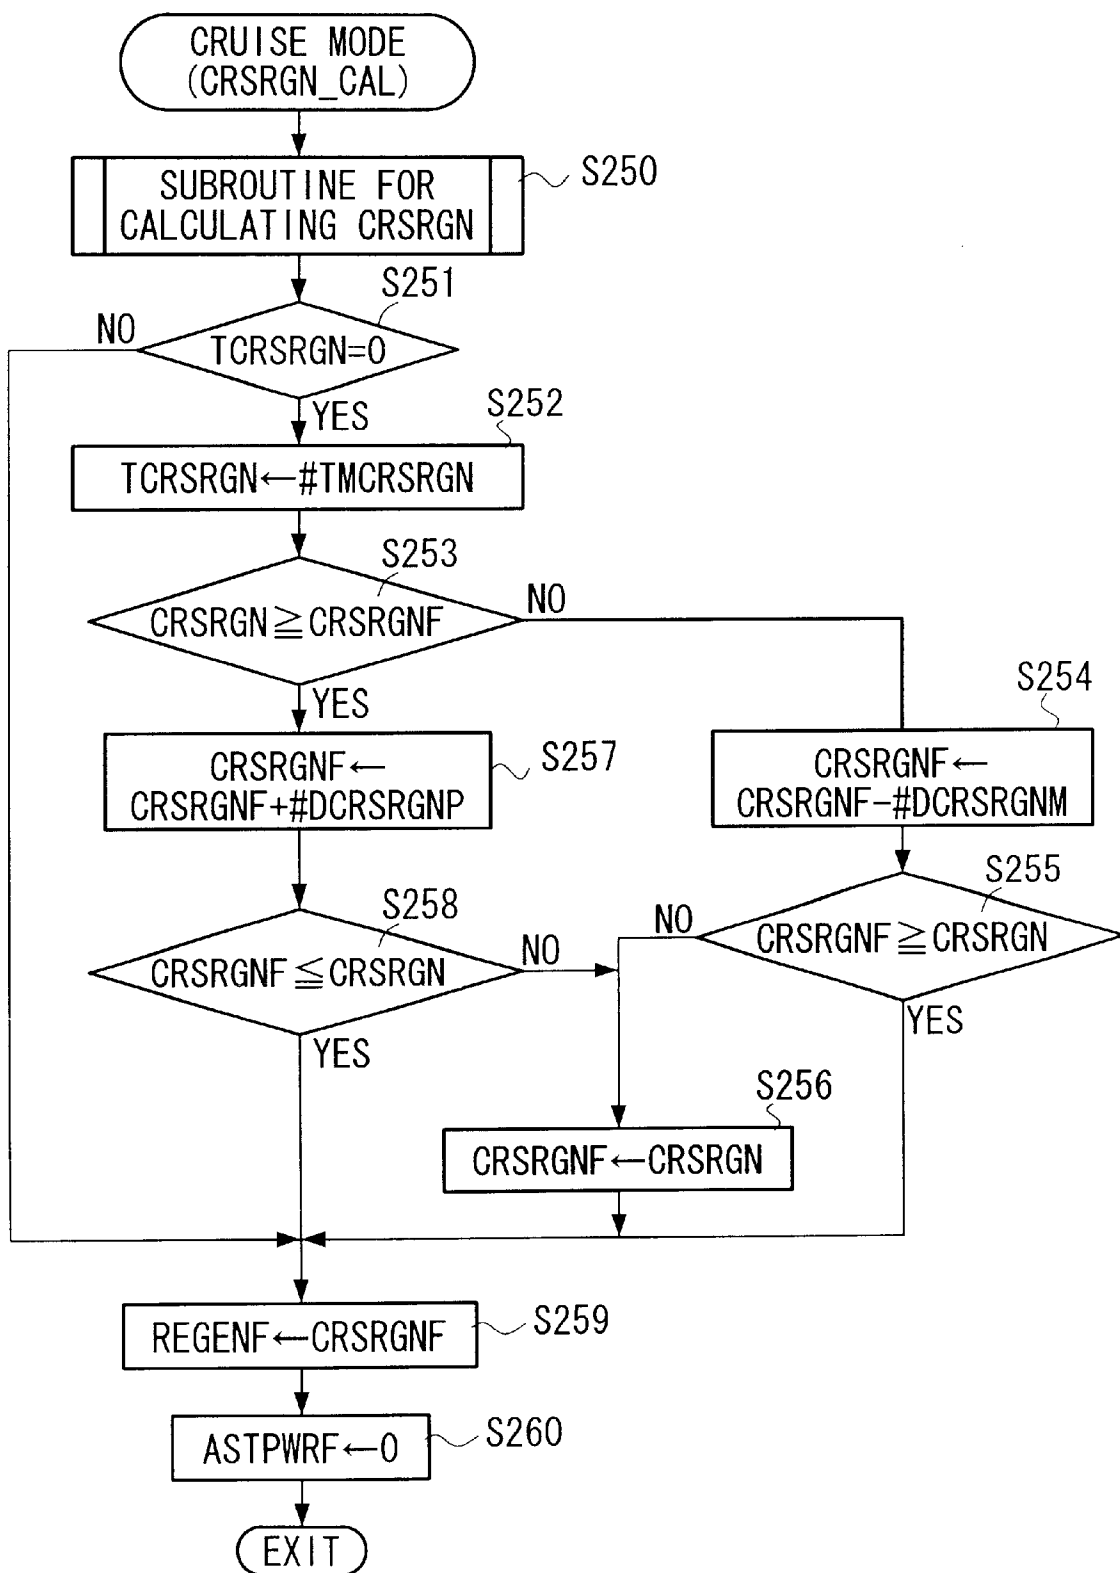 CRUISE MODE
(CRSRGN_CAL)
SUBROUTINE FOR
CALCULATING CRSRGN
S250
S251
NO
TCRSRGN=0
YES
S252
TCRSRGN←#TMCRSRGN
S253
CRSRGN≧CRSRGNF
NO
YES
S254
CRSRGNF←
CRSRGNF+#DCRSRGNP
S257
CRSRGNF←
CRSRGNF-#DCRSRGNM
S255
S258
NO
CRSRGNF≧CRSRGN
CRSRGNF≦CRSRGN
NO
YES
YES
S256
CRSRGNF←CRSRGN
REGENF←CRSRGNF
S259
ASTPWRF←0
S260
EXIT